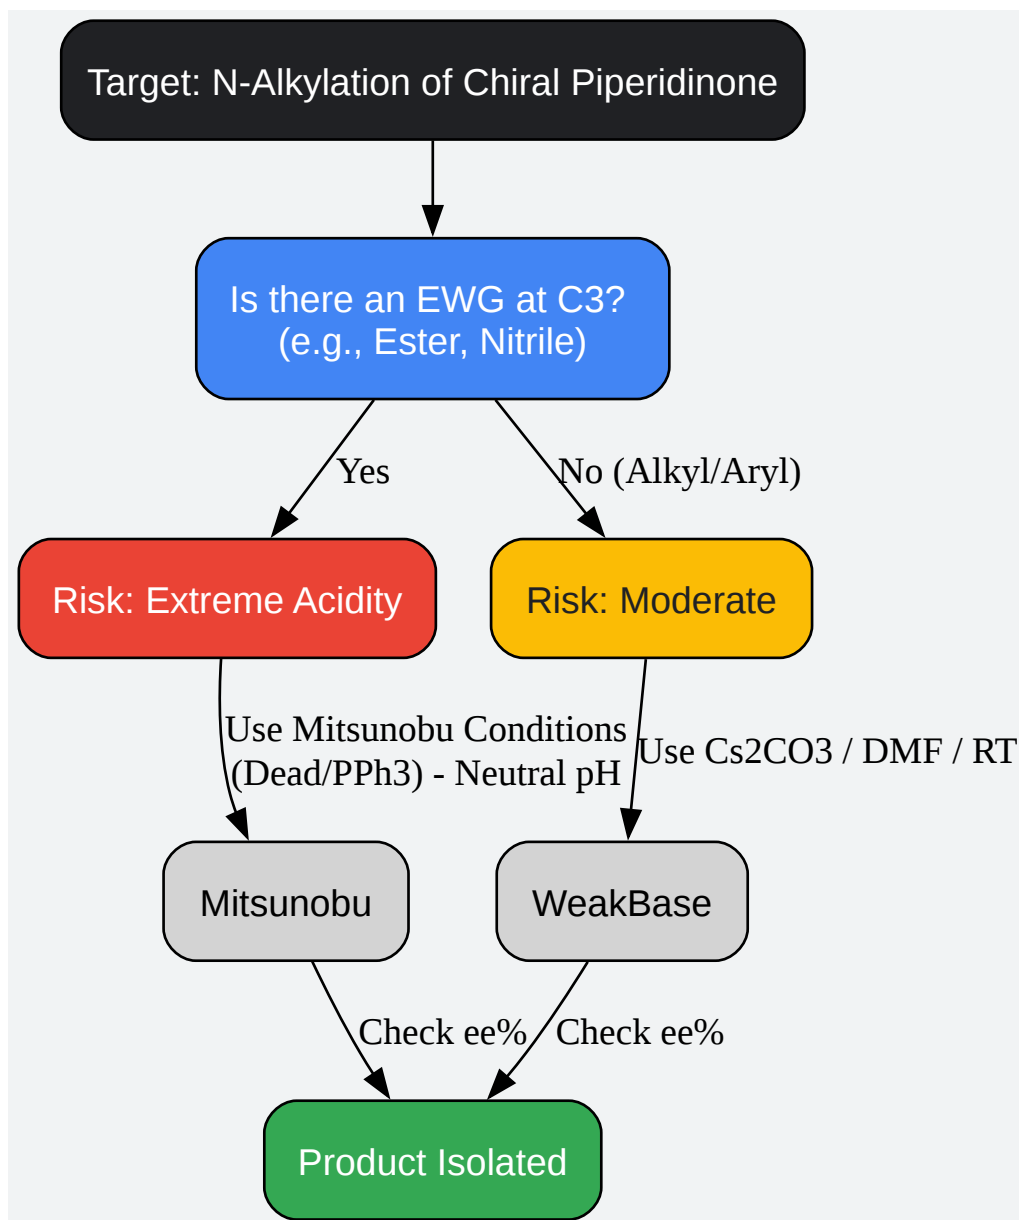 Target: N-Alkylation of Chiral Piperidinone
Is there an EWG at C3?
(e.g., Ester, Nitrile)
Yes
No (Alkyl/Aryl)
Risk: Extreme Acidity
Risk: Moderate
Use Mitsunobu Conditions
(Dead/PPh3) - Neutral pH
Use Cs2CO3 / DMF / RT
Mitsunobu
WeakBase
Check ee%
Check ee%
Product Isolated